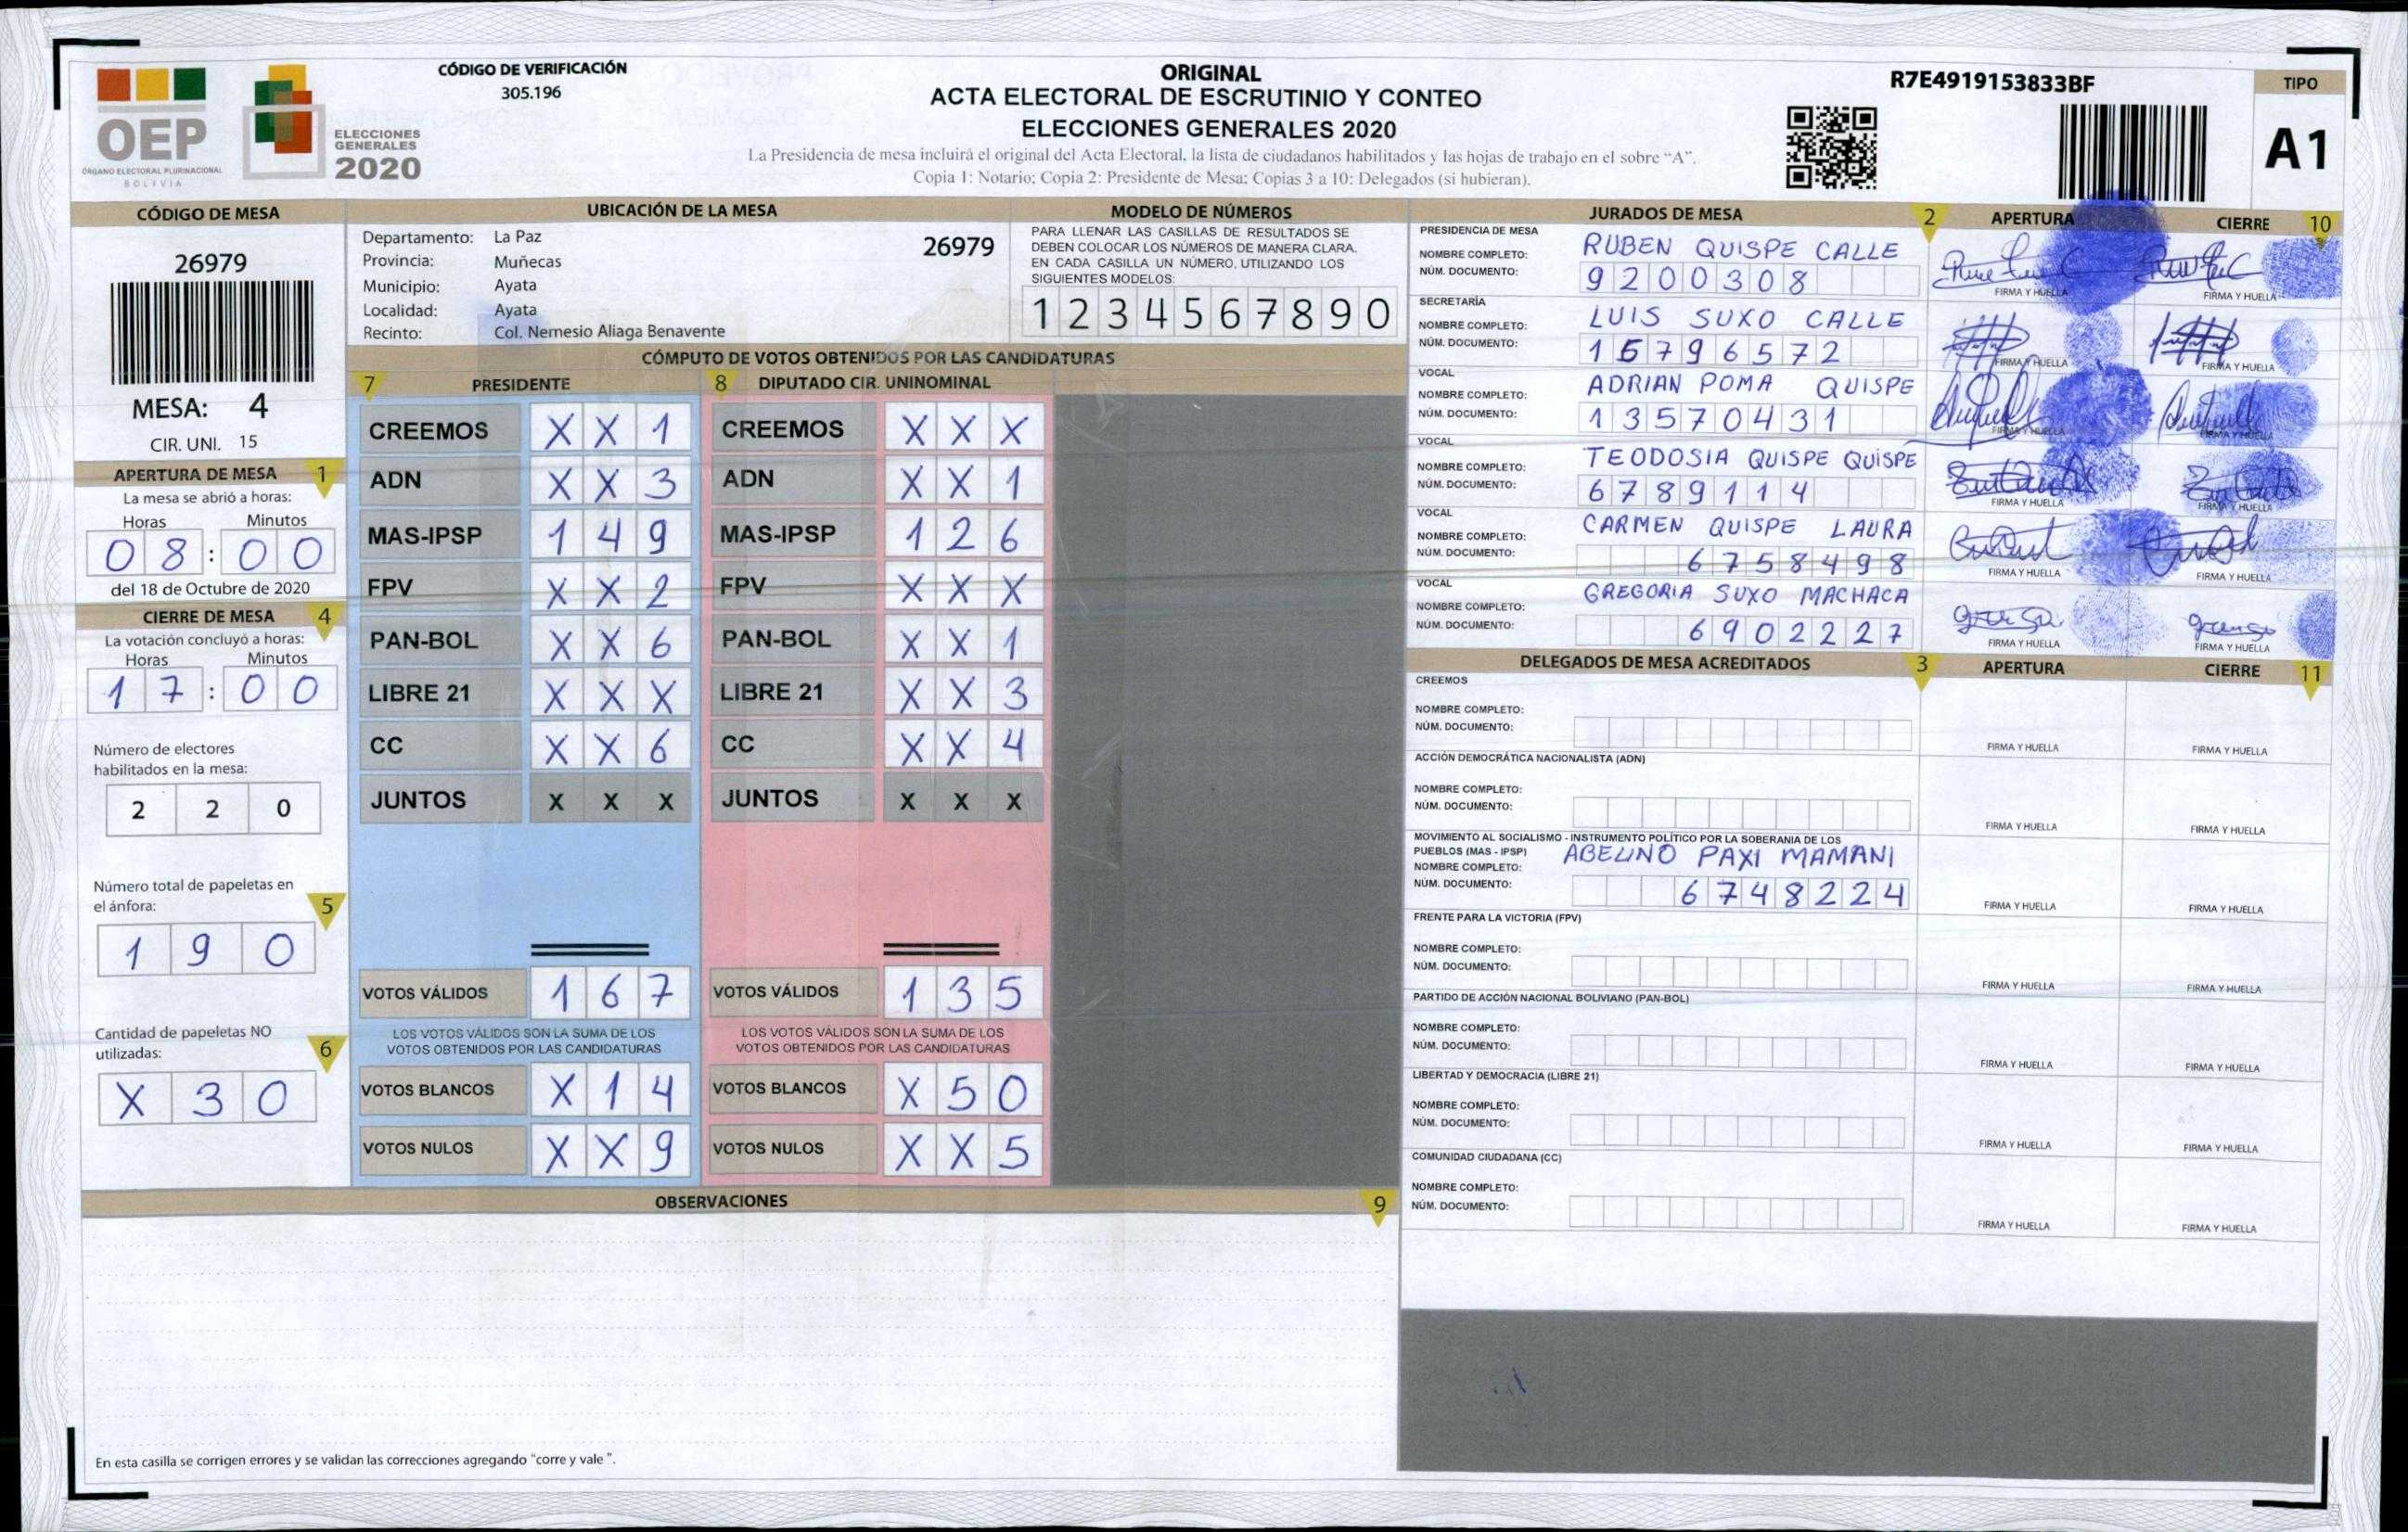 OEP
ÓRGANO ELECTORAL PLURINACIONAL
BOLIVIA
ELECCIONES
GENERALES
2020
CÓDIGO DE VERIFICACIÓN
305.196
ORIGINAL
ACTA ELECTORAL DE ESCRUTINIO Y CONTEO
ELECCIONES GENERALES 2020
La Presidencia de mesa incluirá el original del Acta Electoral, la lista de ciudadanos habilitados y las hojas de trabajo en el sobre “A”.
Copia 1: Notario; Copia 2: Presidente de Mesa; Copias 3 a 10: Delegados (si hubieran).
R7E4919153833BF
TIPO
A1
CÓDIGO DE MESA
26979
MESA: 4
CIR. UNI. 15
APERTURA DE MESA 1
La mesa se abrió a horas:
Horas Minutos
08:00
del 18 de Octubre de 2020
CIERRE DE MESA 4
La votación concluyó a horas:
Horas Minutos
17:00
Número de electores
habilitados en la mesa:
2 2 0
Número total de papeletas en
el ánfora: 5
1 9 0
Cantidad de papeletas NO
utilizadas: 6
X 3 0
UBICACIÓN DE LA MESA
Departamento: La Paz 26979
Provincia: Muñecas
Municipio: Ayata
Localidad: Ayata
Recinto: Col. Nemesio Aliaga Benavente
MODELO DE NÚMEROS
PARA LLENAR LAS CASILLAS DE RESULTADOS SE
DEBEN COLOCAR LOS NÚMEROS DE MANERA CLARA.
EN CADA CASILLA UN NÚMERO, UTILIZANDO LOS
SIGUIENTES MODELOS:
1 2 3 4 5 6 7 8 9 0
CÓMPUTO DE VOTOS OBTENIDOS POR LAS CANDIDATURAS
7 PRESIDENTE 8 DIPUTADO CIR. UNINOMINAL
CREEMOS X X 1 CREEMOS X X X
ADN X X 3 ADN X X 1
MAS-IPSP 1 4 9 MAS-IPSP 1 2 6
FPV X X 2 FPV X X X
PAN-BOL X X 6 PAN-BOL X X 1
LIBRE 21 X X X LIBRE 21 X X 3
CC X X 6 CC X X 4
JUNTOS X X X JUNTOS X X X
VOTOS VÁLIDOS 1 6 7 VOTOS VÁLIDOS 1 3 5
LOS VOTOS VÁLIDOS SON LA SUMA DE LOS LOS VOTOS VÁLIDOS SON LA SUMA DE LOS
VOTOS OBTENIDOS POR LAS CANDIDATURAS VOTOS OBTENIDOS POR LAS CANDIDATURAS
VOTOS BLANCOS X 1 4 VOTOS BLANCOS X 5 0
VOTOS NULOS X X 9 VOTOS NULOS X X 5
OBSERVACIONES 9
En esta casilla se corrigen errores y se validan las correcciones agregando “corre y vale ”.
JURADOS DE MESA 2 APERTURA CIERRE 10
PRESIDENCIA DE MESA
NOMBRE COMPLETO: RUBEN QUISPE CALLE
NÚM. DOCUMENTO: 9200308
FIRMA Y HUELLA FIRMA Y HUELLA
SECRETARÍA
NOMBRE COMPLETO: LUIS SUXO CALLE
NÚM. DOCUMENTO: 15796572
FIRMA Y HUELLA FIRMA Y HUELLA
VOCAL
NOMBRE COMPLETO: ADRIAN POMA QUISPE
NÚM. DOCUMENTO: 13570431
FIRMA Y HUELLA FIRMA Y HUELLA
VOCAL
NOMBRE COMPLETO: TEODOSIA QUISPE QUISPE
NÚM. DOCUMENTO: 6789114
FIRMA Y HUELLA FIRMA Y HUELLA
VOCAL
NOMBRE COMPLETO: CARMEN QUISPE LAURA
NÚM. DOCUMENTO: 6758498
FIRMA Y HUELLA FIRMA Y HUELLA
VOCAL
NOMBRE COMPLETO: GREGORIA SUXO MACHACA
NÚM. DOCUMENTO: 6902227
FIRMA Y HUELLA FIRMA Y HUELLA
DELEGADOS DE MESA ACREDITADOS 3 APERTURA CIERRE 11
CREEMOS
NOMBRE COMPLETO:
NÚM. DOCUMENTO:
FIRMA Y HUELLA FIRMA Y HUELLA
ACCIÓN DEMOCRÁTICA NACIONALISTA (ADN)
NOMBRE COMPLETO:
NÚM. DOCUMENTO:
FIRMA Y HUELLA FIRMA Y HUELLA
MOVIMIENTO AL SOCIALISMO - INSTRUMENTO POLÍTICO POR LA SOBERANIA DE LOS
PUEBLOS (MAS - IPSP)
NOMBRE COMPLETO: ABELINO PAXI MAMANI
NÚM. DOCUMENTO: 6748224
FIRMA Y HUELLA FIRMA Y HUELLA
FRENTE PARA LA VICTORIA (FPV)
NOMBRE COMPLETO:
NÚM. DOCUMENTO:
FIRMA Y HUELLA FIRMA Y HUELLA
PARTIDO DE ACCIÓN NACIONAL BOLIVIANO (PAN-BOL)
NOMBRE COMPLETO:
NÚM. DOCUMENTO:
FIRMA Y HUELLA FIRMA Y HUELLA
LIBERTAD Y DEMOCRACIA (LIBRE 21)
NOMBRE COMPLETO:
NÚM. DOCUMENTO:
FIRMA Y HUELLA FIRMA Y HUELLA
COMUNIDAD CIUDADANA (CC)
NOMBRE COMPLETO:
NÚM. DOCUMENTO:
FIRMA Y HUELLA FIRMA Y HUELLA